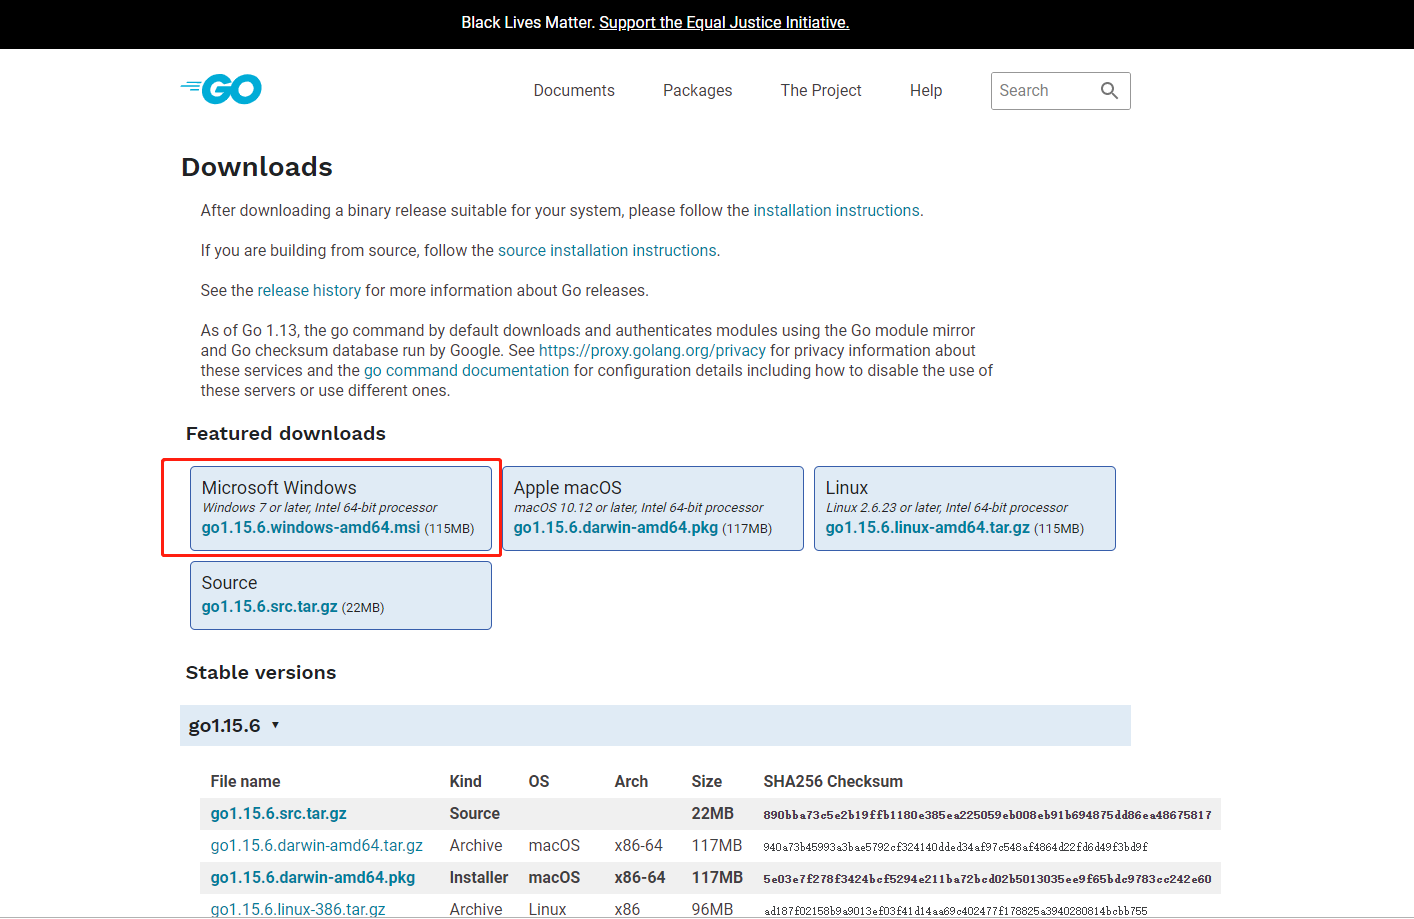 Black Lives Matter. Support the Equal Justice Initiative.
GO
Documents
Packages
The Project
Help
Search
Downloads
After downloading a binary release suitable for your system, please follow the installation instructions.
If you are building from source, follow the source installation instructions.
See the release history for more information about Go releases.
As of Go 1.13, the go command by default downloads and authenticates modules using the Go module mirror
and Go checksum database run by Google. See https://proxy.golang.org/privacy for privacy information about
these services and the go command documentation for configuration details including how to disable the use of
these servers or use different ones.
Featured downloads
Microsoft Windows
Windows 7 or later, Intel 64-bit processor
go1.15.6.windows-amd64.msi (115MB)
Apple macOS
macOS 10.12 or later, Intel 64-bit processor
go1.15.6.darwin-amd64.pkg (117MB)
Linux
Linux 2.6.23 or later, Intel 64-bit processor
go1.15.6.linux-amd64.tar.gz (115MB)
Source
go1.15.6.src.tar.gz (22MB)
Stable versions
go1.15.6 ▾
File name Kind OS Arch Size SHA256 Checksum
go1.15.6.src.tar.gz Source 22MB 890bba73c5e2b19ffb1180e385ea225059eb008eb91b694875dd86ea48675817
go1.15.6.darwin-amd64.tar.gz Archive macOS x86-64 117MB 940a73b45993a3bae5792cf324140dded34af97c548af4864d22fd6d49f3bd9f
go1.15.6.darwin-amd64.pkg Installer macOS x86-64 117MB 5e03e7f278f3424bcf5294e211ba72bcd02b5013035ee9f65bdc9783cc242e60
go1.15.6.linux-386.tar.gz Archive Linux x86 96MB ad187f02158b9a9013ef03f41d14aa69c402477f178825a3940280814bcbb755